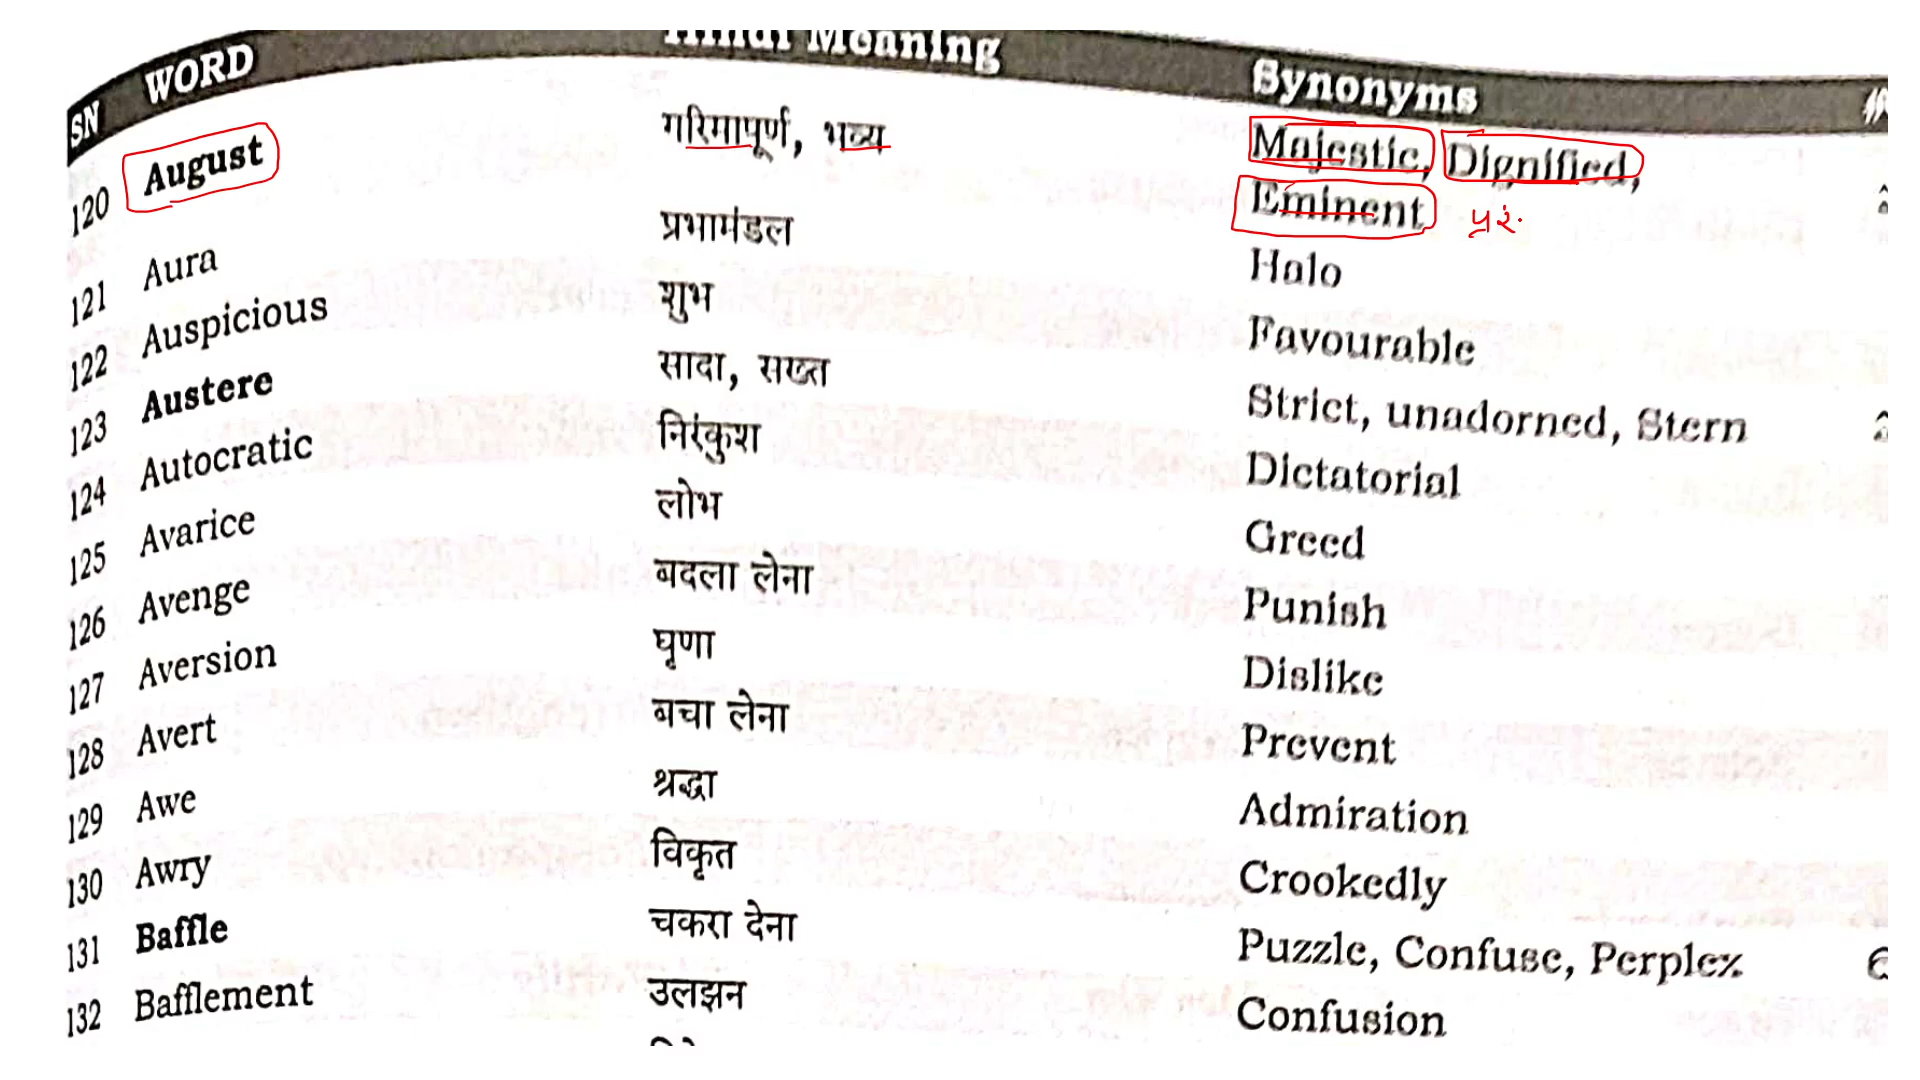 SN WORD Hindi Meaning Synonyms
120 August गरिमापूर्ण, भव्य Majestic, Dignified,
Eminent
121 Aura प्रभामंडल Halo
122 Auspicious शुभ Favourable
123 Austere सादा, सख्त Strict, unadorned, Stern
124 Autocratic निरंकुश Dictatorial
125 Avarice लोभ Greed
126 Avenge बदला लेना Punish
127 Aversion घृणा Dislike
128 Avert बचा लेना Prevent
129 Awe श्रद्धा Admiration
130 Awry विकृत Crookedly
131 Baffle चकरा देना Puzzle, Confuse, Perplex
132 Bafflement उलझन Confusion